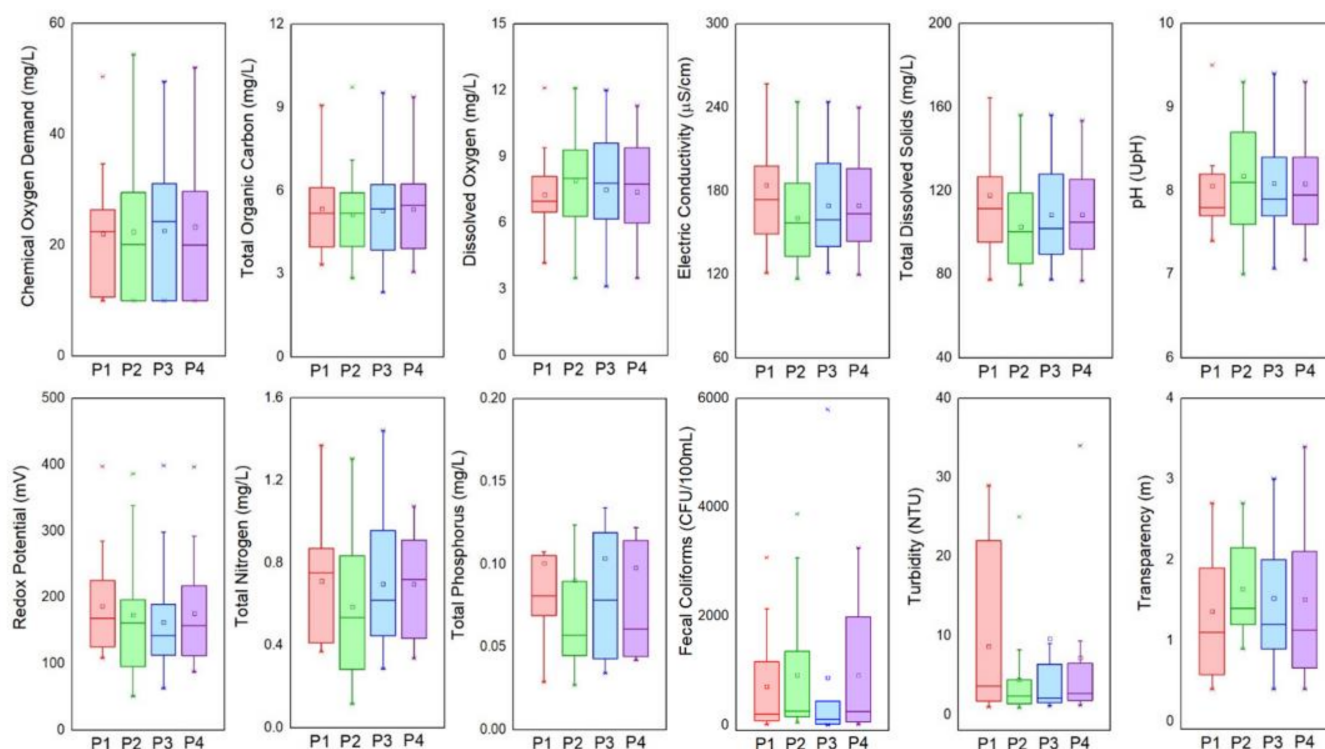 Chemical Oxygen Demand (mg/L)
60
40
20
0
P1 P2 P3 P4
Total Organic Carbon (mg/L)
12
9
6
3
0
P1 P2 P3 P4
Dissolved Oxygen (mg/L)
15
12
9
6
3
0
P1 P2 P3 P4
Electric Conductivity (µS/cm)
300
240
180
120
60
P1 P2 P3 P4
Total Dissolved Solids (mg/L)
200
160
120
80
40
P1 P2 P3 P4
pH (UpH)
10
9
8
7
6
P1 P2 P3 P4
Redox Potential (mV)
500
400
300
200
100
0
P1 P2 P3 P4
Total Nitrogen (mg/L)
1.6
1.2
0.8
0.4
0.0
P1 P2 P3 P4
Total Phosphorus (mg/L)
0.20
0.15
0.10
0.05
0.00
P1 P2 P3 P4
Fecal Coliforms (CFU/100mL)
6000
4000
2000
0
P1 P2 P3 P4
Turbidity (NTU)
40
30
20
10
0
P1 P2 P3 P4
Transparency (m)
4
3
2
1
0
P1 P2 P3 P4